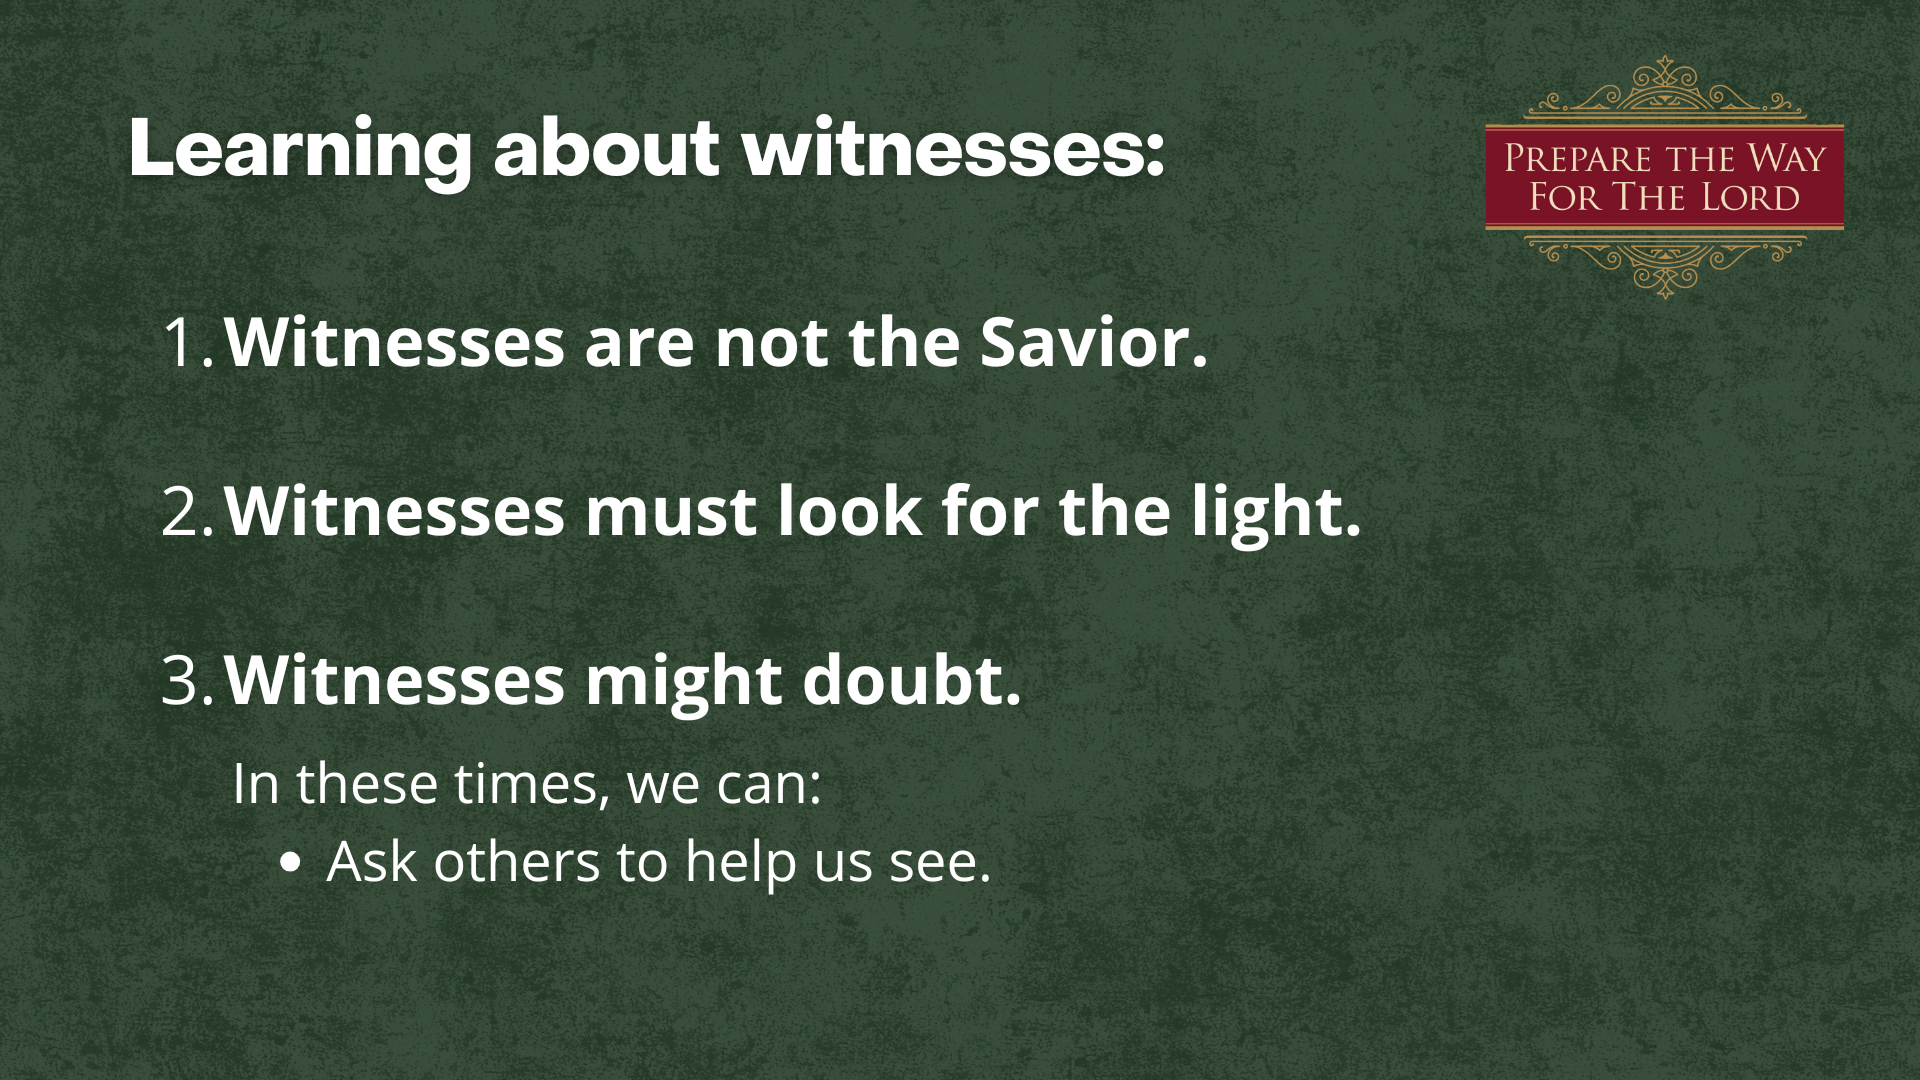 Learning about witnesses:
PREPARE THE WAY
FOR THE LORD
1. Witnesses are not the Savior.
2. Witnesses must look for the light.
3. Witnesses might doubt.
In these times, we can:
• Ask others to help us see.